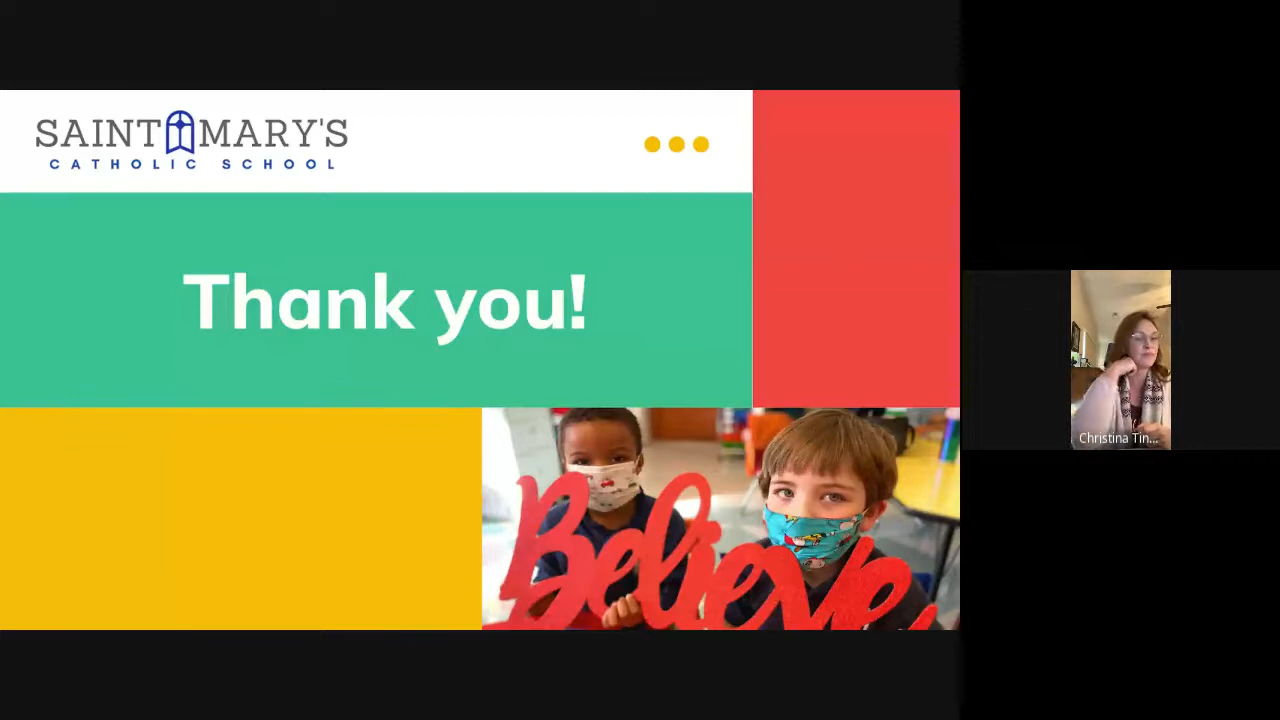 SAINT MARY'S
CATHOLIC SCHOOL
Thank you!
Believe
Christina Tin...